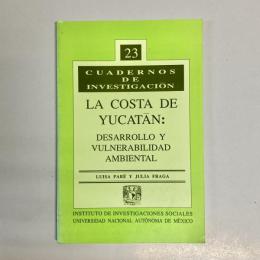 23
CUADERNOS
DE
INVESTIGACIÓN
LA COSTA DE
YUCATÁN:
DESARROLLO Y
VULNERABILIDAD
AMBIENTAL
LUISA PARÉ Y JULIA FRAGA
INSTITUTO DE INVESTIGACIONES SOCIALES
UNIVERSIDAD NACIONAL AUTÓNOMA DE MÉXICO